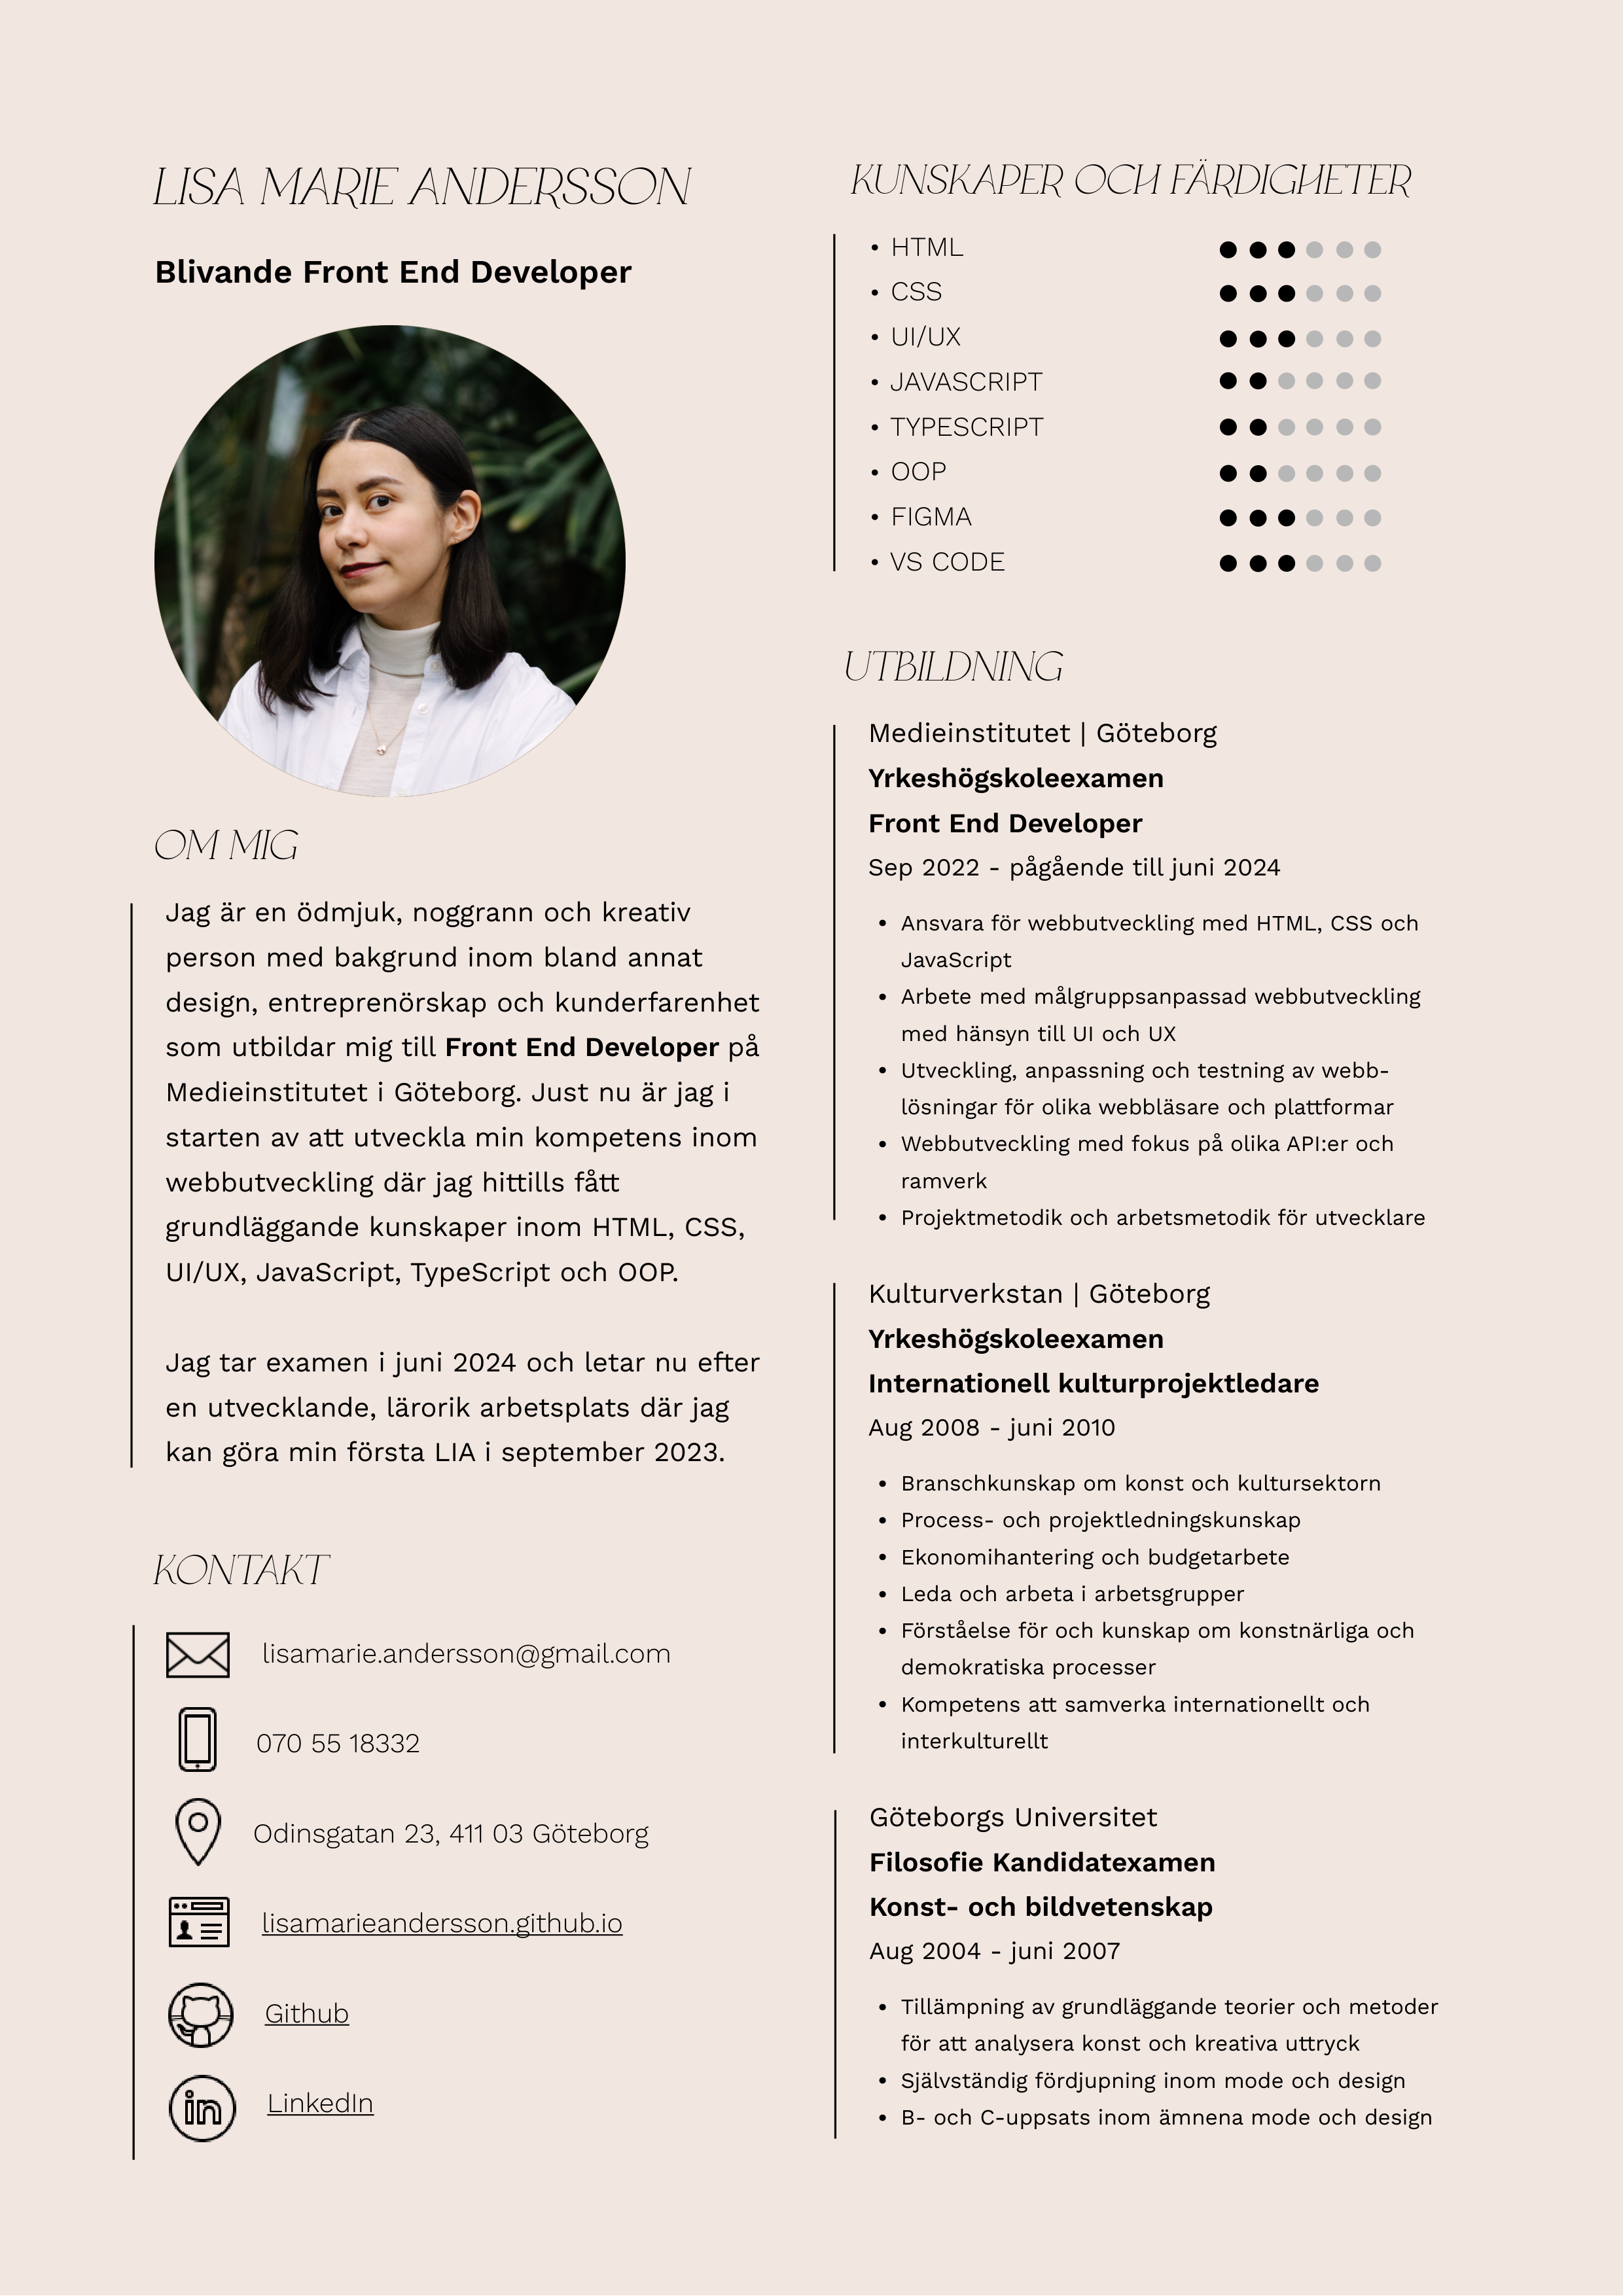 LISA MARIE ANDERSSON
Blivande Front End Developer
OM MIG
Jag är en ödmjuk, noggrann och kreativ
person med bakgrund inom bland annat
design, entreprenörskap och kunderfarenhet
som utbildar mig till Front End Developer på
Medieinstitutet i Göteborg. Just nu är jag i
starten av att utveckla min kompetens inom
webbutveckling där jag hittills fått
grundläggande kunskaper inom HTML, CSS,
UI/UX, JavaScript, TypeScript och OOP.
Jag tar examen i juni 2024 och letar nu efter
en utvecklande, lärorik arbetsplats där jag
kan göra min första LIA i september 2023.
KONTAKT
lisamarie.andersson@gmail.com
070 55 18332
Odinsgatan 23, 411 03 Göteborg
lisamarieandersson.github.io
Github
in LinkedIn
KUNSKAPER OCH FÄRDIGHETER
• HTML
• CSS
• UI/UX
• JAVASCRIPT
• TYPESCRIPT
• OOP
• FIGMA
• VS CODE
UTBILDNING
Medieinstitutet | Göteborg
Yrkeshögskoleexamen
Front End Developer
Sep 2022 - pågående till juni 2024
• Ansvara för webbutveckling med HTML, CSS och
JavaScript
• Arbete med målgruppsanpassad webbutveckling
med hänsyn till UI och UX
• Utveckling, anpassning och testning av webb-
lösningar för olika webbläsare och plattformar
• Webbutveckling med fokus på olika API:er och
ramverk
• Projektmetodik och arbetsmetodik för utvecklare
Kulturverkstan | Göteborg
Yrkeshögskoleexamen
Internationell kulturprojektledare
Aug 2008 - juni 2010
• Branschkunskap om konst och kultursektorn
• Process- och projektledningskunskap
• Ekonomihantering och budgetarbete
• Leda och arbeta i arbetsgrupper
• Förståelse för och kunskap om konstnärliga och
demokratiska processer
• Kompetens att samverka internationellt och
interkulturellt
Göteborgs Universitet
Filosofie Kandidatexamen
Konst- och bildvetenskap
Aug 2004 - juni 2007
• Tillämpning av grundläggande teorier och metoder
för att analysera konst och kreativa uttryck
• Självständig fördjupning inom mode och design
• B- och C-uppsats inom ämnena mode och design